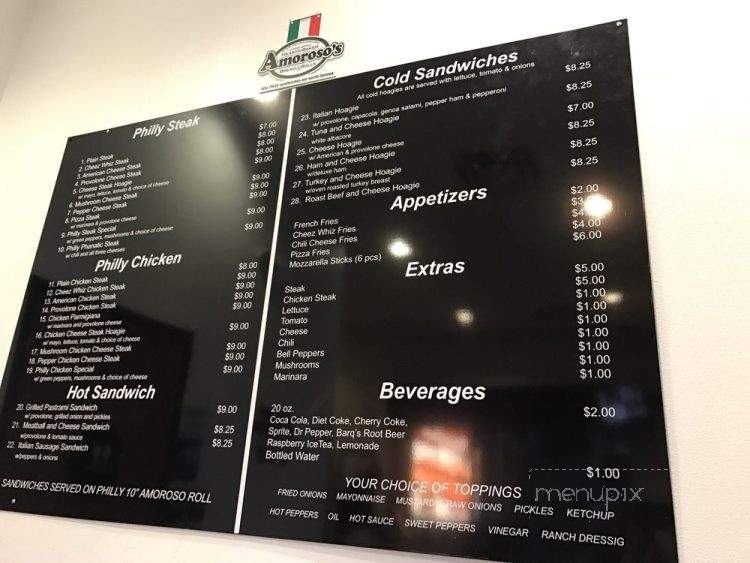 HEARTH-BAKED
Amoroso's
Why Philly sandwiches are world famous.
Philly Steak
1. Plain Steak $7.00
2. Cheez Whiz Steak $8.00
3. American Cheese Steak $8.00
4. Provolone Cheese Steak $8.00
5. Cheese Steak Hoagie $9.00
w/ mayo, lettuce, tomato & choice of cheese
6. Mushroom Cheese Steak $9.00
7. Pepper Cheese Steak $9.00
8. Pizza Steak $9.00
w/ marinara & provolone cheese
9. Philly Steak Special $9.00
w/ green peppers, mushrooms & choice of cheese
10. Philly Phanatic Steak $9.00
w/ chili and all three cheeses
Philly Chicken
11. Plain Chicken Steak $8.00
12. Cheez Whiz Chicken Steak $9.00
13. American Chicken Steak $9.00
14. Provolone Chicken Steak $9.00
15. Chicken Parmigiana $9.00
w/ marinara and provolone cheese
16. Chicken Cheese Steak Hoagie $9.00
w/ mayo, lettuce, tomato & choice of cheese
17. Mushroom Chicken Cheese Steak $9.00
18. Pepper Chicken Cheese Steak $9.00
19. Philly Chicken Special $9.00
w/ green peppers, mushrooms & choice of cheese
Hot Sandwich
20. Grilled Pastrami Sandwich $9.00
w/ provolone, grilled onion and pickles
21. Meatball and Cheese Sandwich $8.25
w/provolone & tomato sauce
22. Italian Sausage Sandwich $8.25
w/peppers & onions
SANDWICHES SERVED ON PHILLY 10" AMOROSO ROLL
Cold Sandwiches
All cold hoagies are served with lettuce, tomato & onions
23. Italian Hoagie $8.25
w/ provolone, capacola, genoa salami, pepper ham & pepperoni
24. Tuna and Cheese Hoagie $8.25
white albacore
25. Cheese Hoagie $7.00
w/ American & provolone cheese
26. Ham and Cheese Hoagie $8.25
w/deluxe ham
27. Turkey and Cheese Hoagie $8.25
w/oven roasted turkey breast
28. Roast Beef and Cheese Hoagie $8.25
Appetizers
French Fries $2.00
Cheez Whiz Fries
Chili Cheese Fries
Pizza Fries $4.00
Mozzarella Sticks (6 pcs) $6.00
Extras
Steak $5.00
Chicken Steak $5.00
Lettuce $1.00
Tomato $1.00
Cheese $1.00
Chili $1.00
Bell Peppers $1.00
Mushrooms $1.00
Marinara $1.00
Beverages
20 oz. $2.00
Coca Cola, Diet Coke, Cherry Coke,
Sprite, Dr Pepper, Barq's Root Beer
Raspberry IceTea, Lemonade
Bottled Water $1.00
YOUR CHOICE OF TOPPINGS
FRIED ONIONS MAYONNAISE MUSTARD RAW ONIONS PICKLES KETCHUP
HOT PEPPERS OIL HOT SAUCE SWEET PEPPERS VINEGAR RANCH DRESSIG
menupix